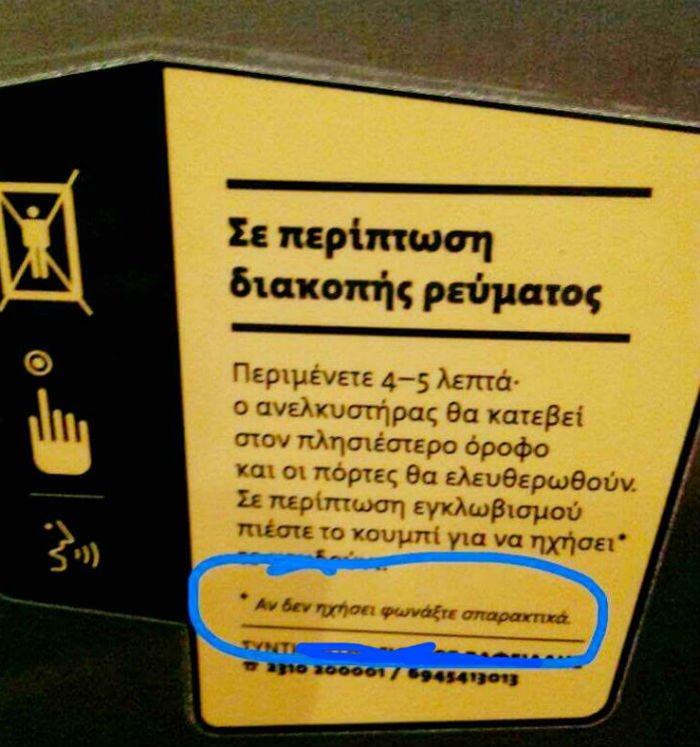 Σε περίπτωση
διακοπής ρεύματος
Περιμένετε 4–5 λεπτά·
ο ανελκυστήρας θα κατεβεί
στον πλησιέστερο όροφο
και οι πόρτες θα ελευθερωθούν.
Σε περίπτωση εγκλωβισμού
πιέστε το κουμπί για να ηχήσει*
* Αν δεν ηχήσει φωνάξτε σπαρακτικά.
☎ 2310 200001 / 6945413013